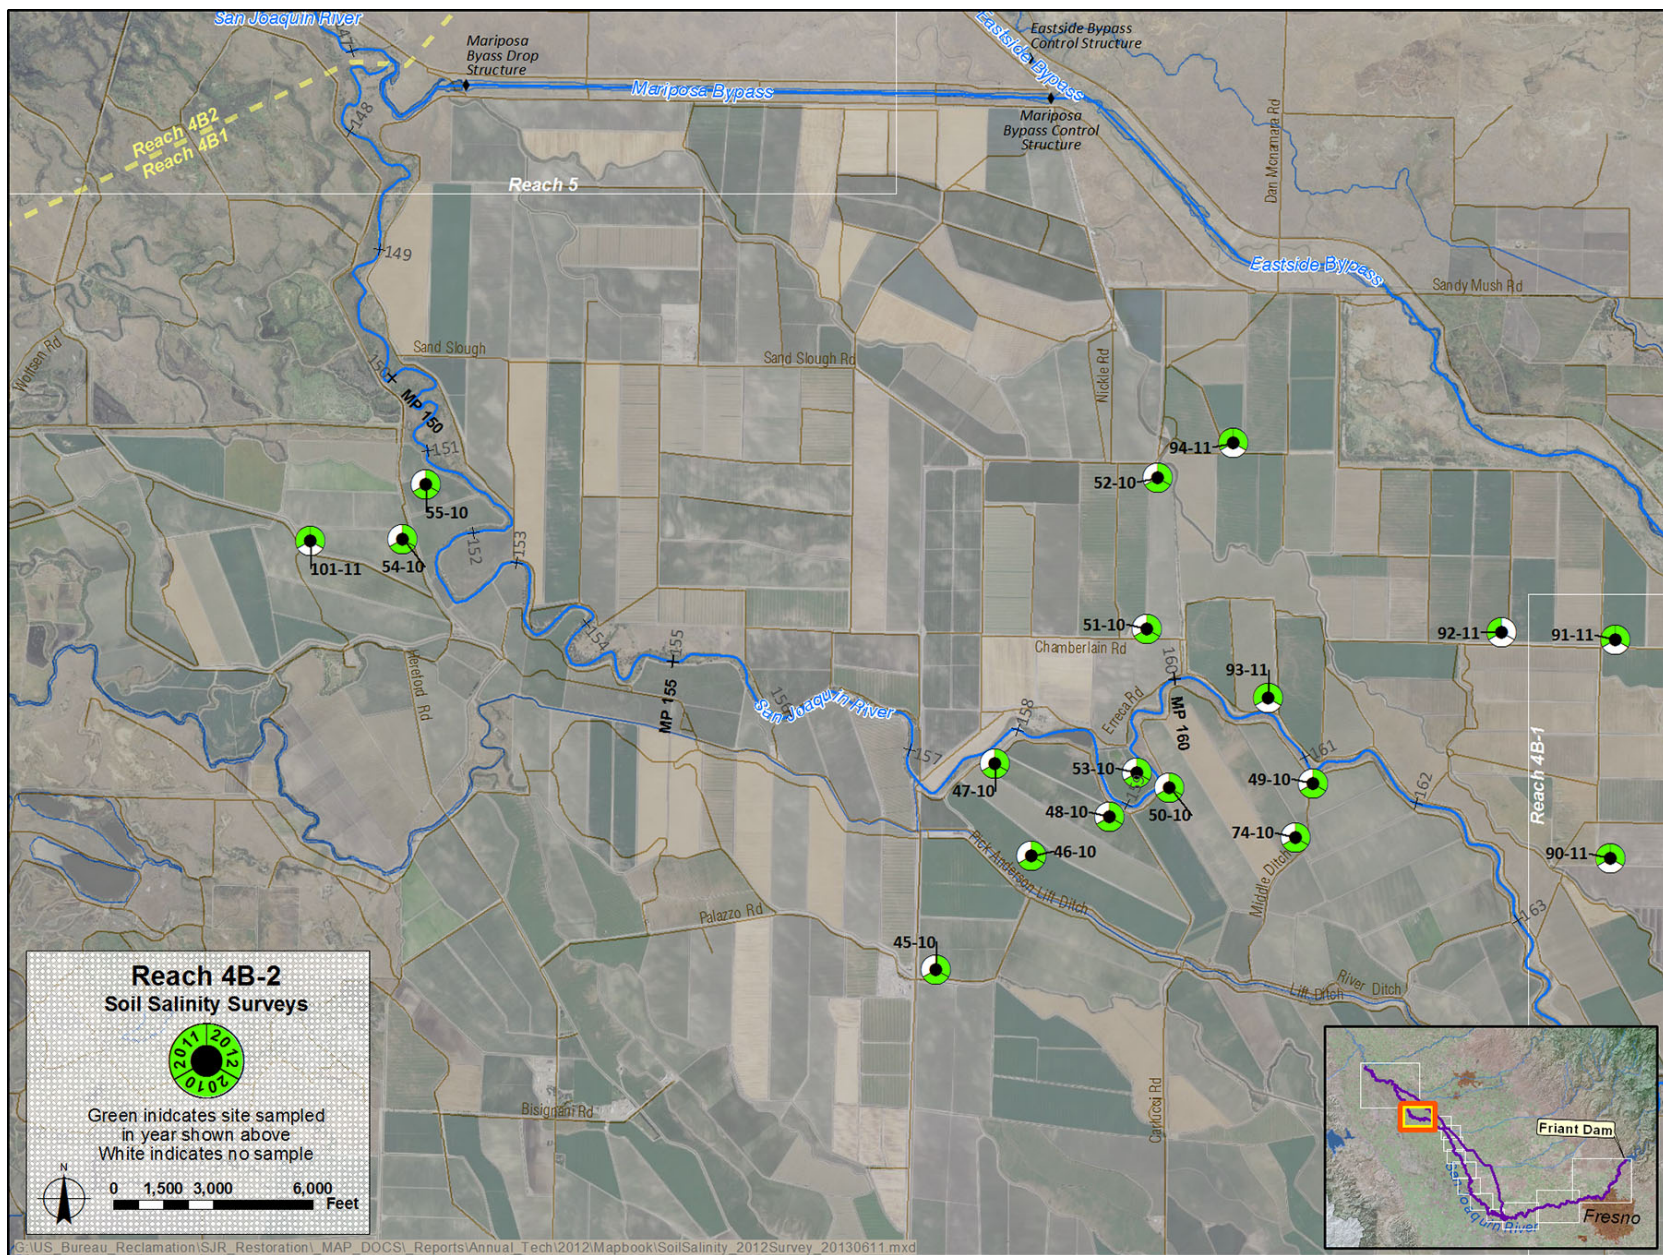 San Joaquin River
147
Mariposa
Byass Drop
Structure
Eastside Bypass
Eastside Bypass
Control Structure
Mariposa Bypass
Mariposa
Bypass Control
Structure
148
Reach 4B2
Reach 4B1
Reach 5
Dan Mcnamara Rd
149
Eastside Bypass
Sandy Mush Rd
Wolfsen Rd
Sand Slough
Sand Slough Rd
Nickle Rd
150
MP 150
151
94-11
52-10
55-10
152
153
101-11
54-10
154
155
MP 155
51-10
Chamberlain Rd
92-11
91-11
Hereford Rd
156
San Joaquin River
157
158
Erreca Rd
160
MP 160
93-11
161
162
Reach 4B-1
47-10
53-10
48-10
50-10
49-10
74-10
46-10
90-11
Pick Anderson Lift Ditch
Middle Ditch
163
Palazzo Rd
45-10
River Ditch
Lift Ditch
Bisignani Rd
Carlucci Rd
Reach 4B-2
Soil Salinity Surveys
2011
2012
2010
Green inidcates site sampled
in year shown above
White indicates no sample
N
0 1,500 3,000 6,000
Feet
Friant Dam
San Joaquin River
Fresno
G:\US_Bureau_Reclamation\SJR_Restoration\_MAP_DOCS\_Reports\Annual_Tech\2012\Mapbook\SoilSalinity_2012Survey_20130611.mxd